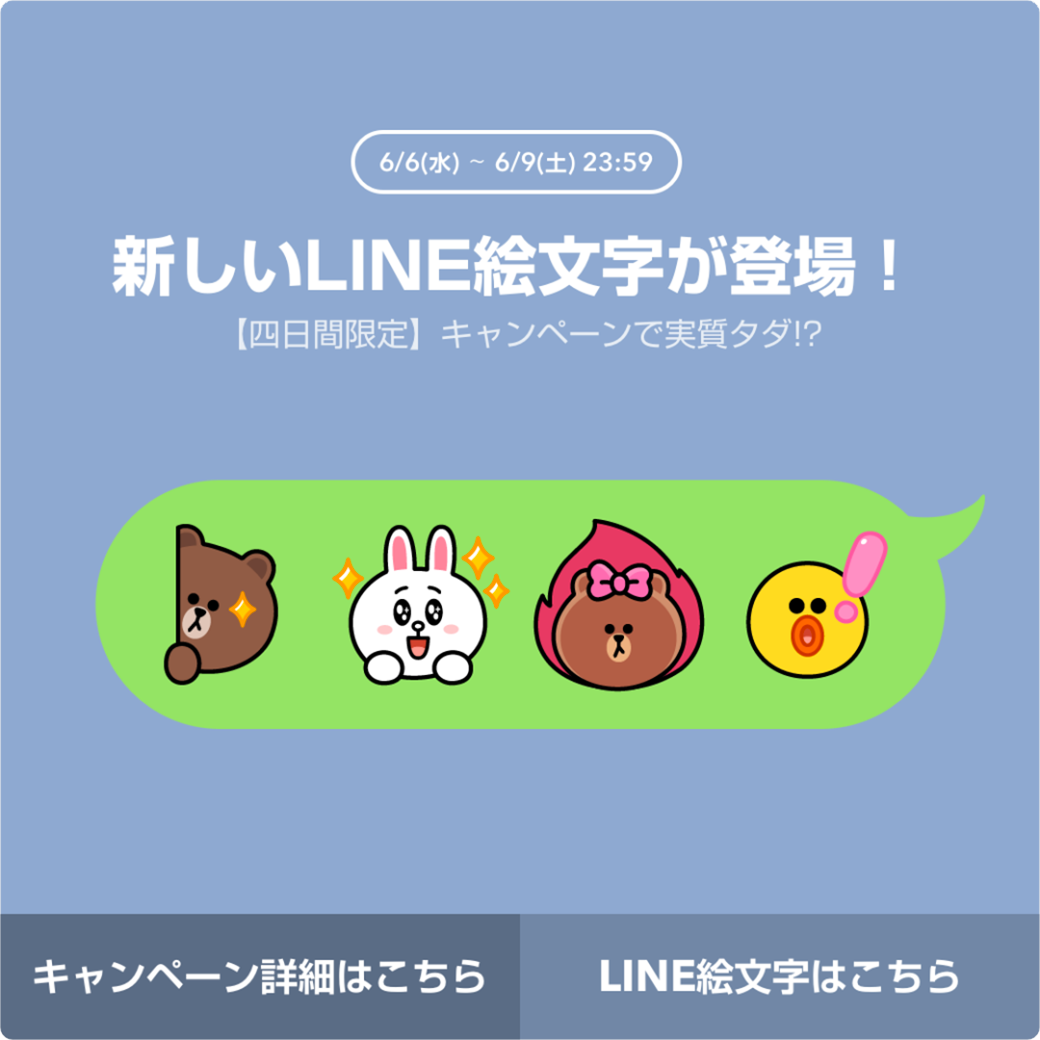 6/6(水) ~ 6/9(土) 23:59
新しいLINE絵文字が登場！
【四日間限定】キャンペーンで実質タダ!?
キャンペーン詳細はこちら
LINE絵文字はこちら